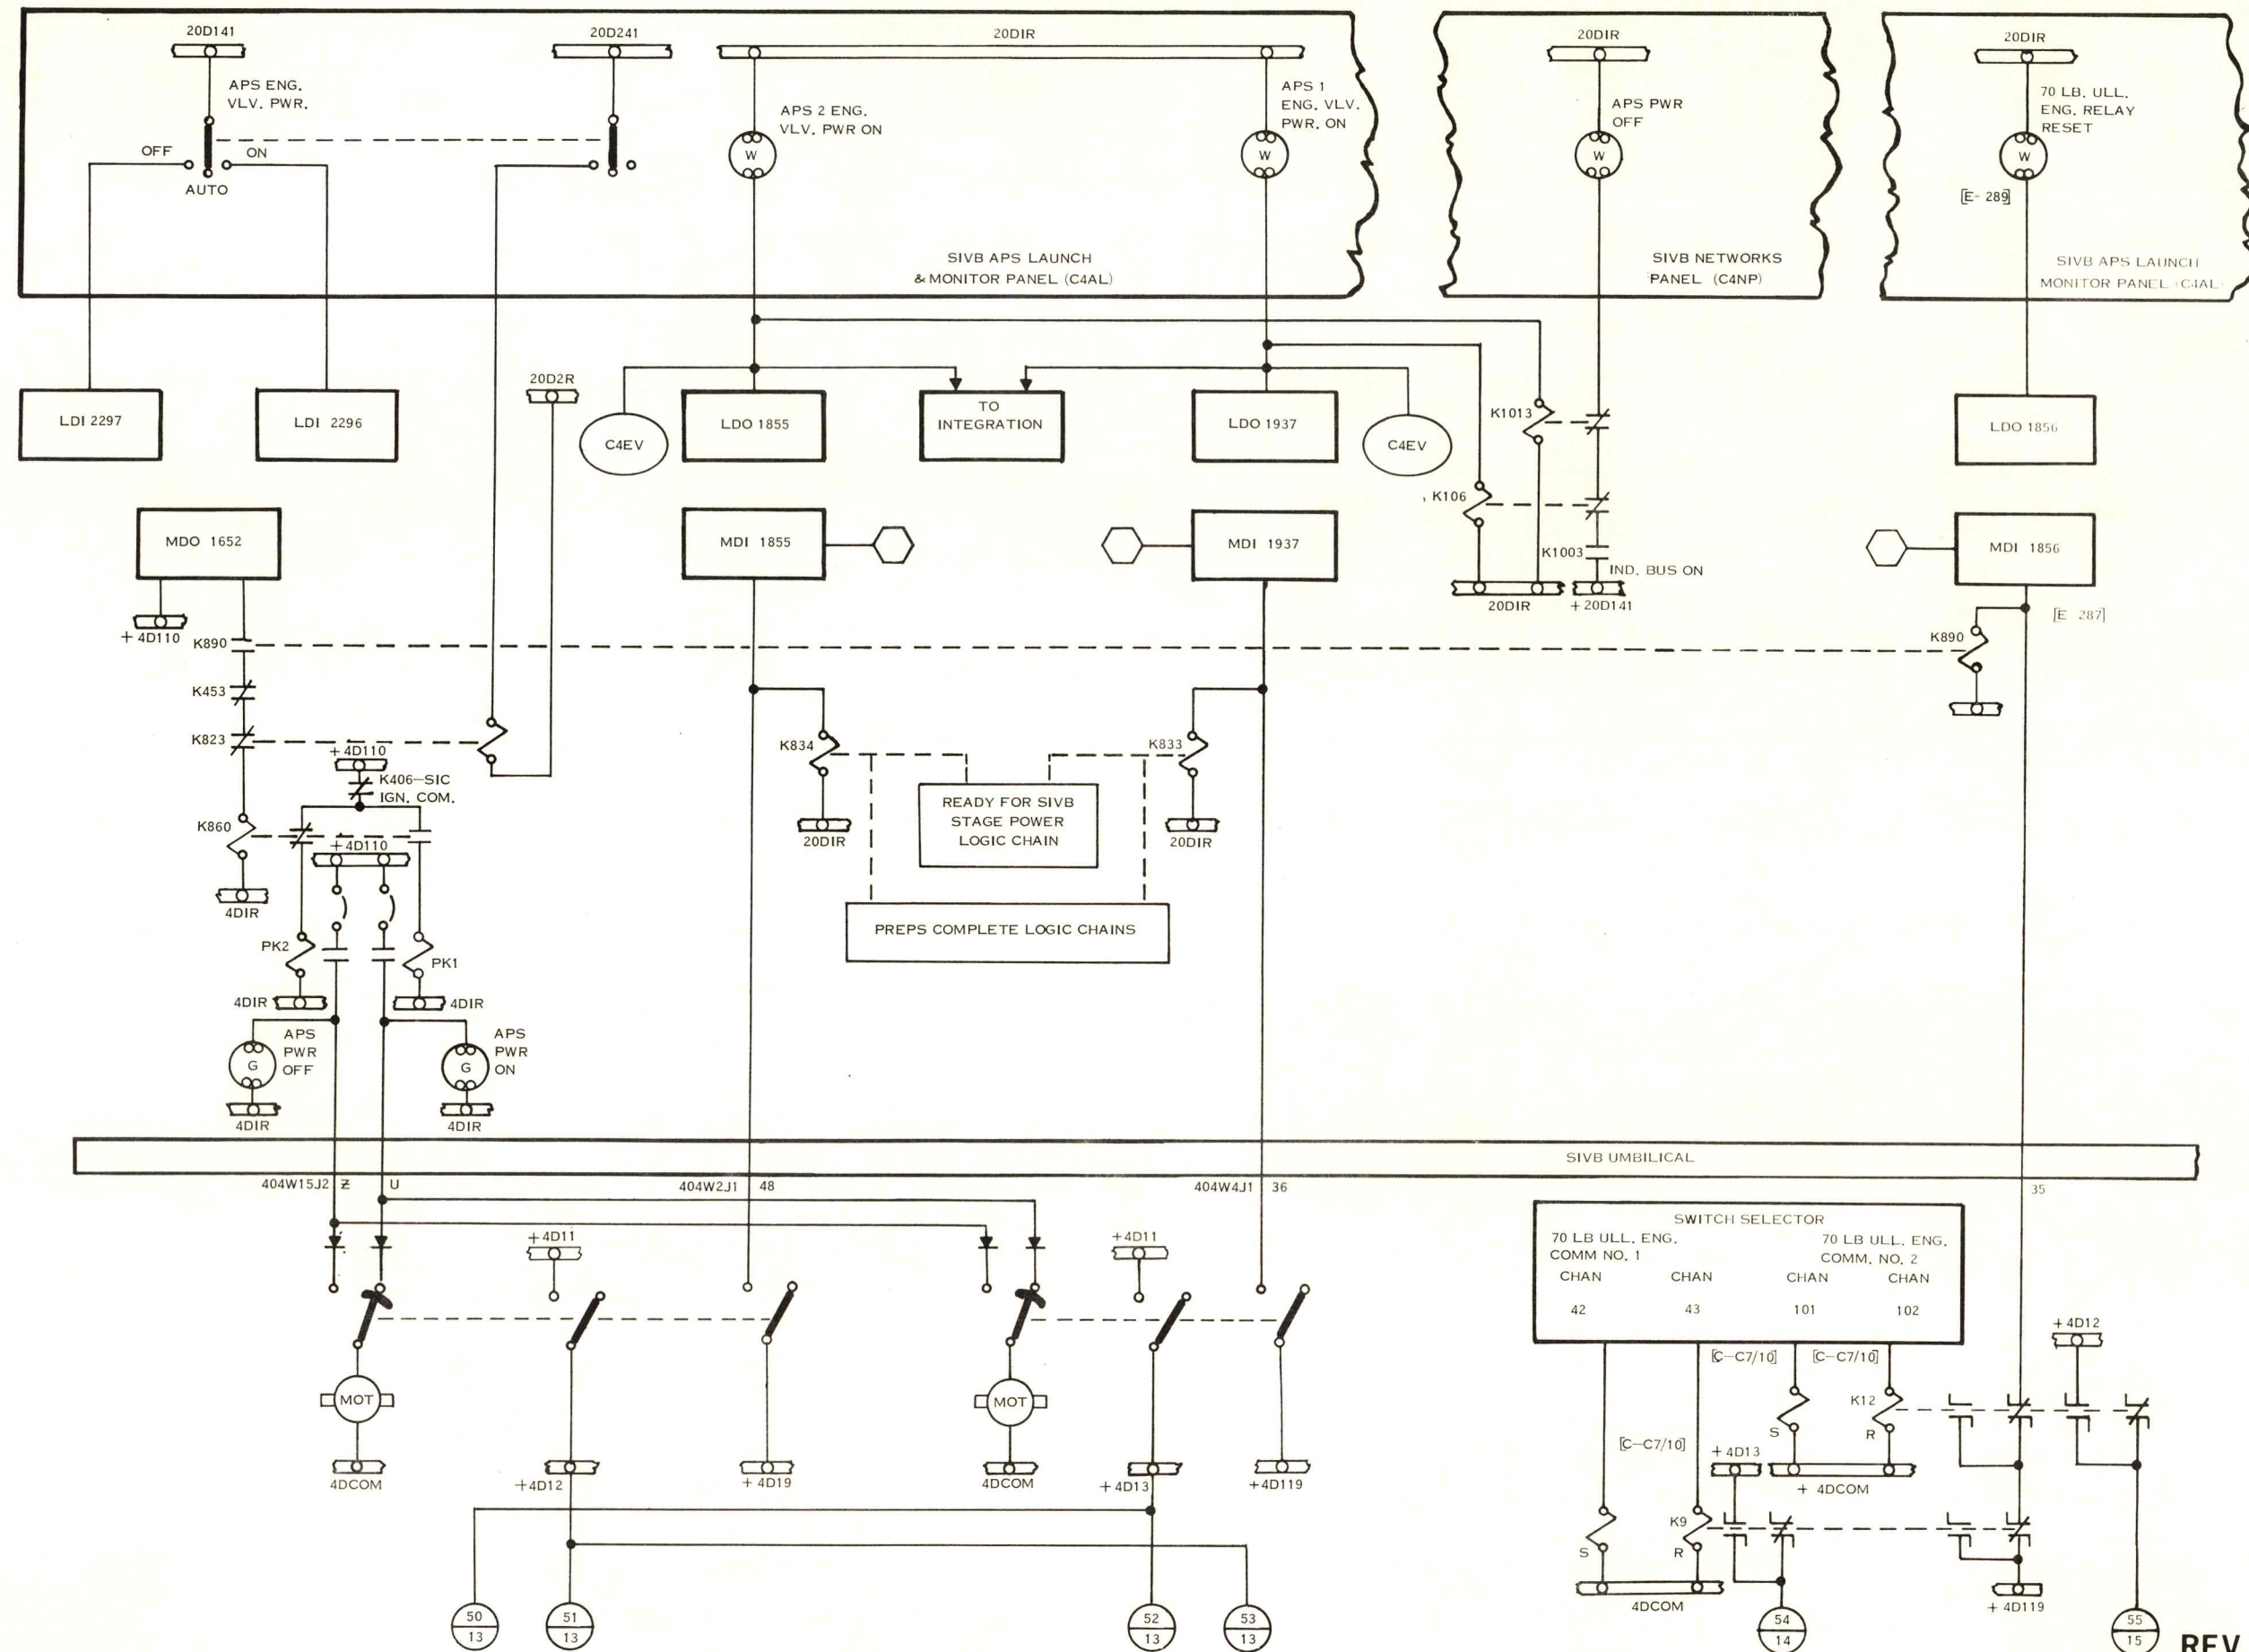 20D141
20D241
20DIR
20DIR
20DIR
APS ENG.
VLV. PWR.
OFF
ON
AUTO
APS 2 ENG.
VLV. PWR ON
W
APS 1
ENG. VLV.
PWR. ON
W
APS PWR
OFF
W
70 LB. ULL.
ENG. RELAY
RESET
W
[E- 289]
SIVB APS LAUNCH
& MONITOR PANEL (C4AL)
SIVB NETWORKS
PANEL (C4NP)
SIVB APS LAUNCH
MONITOR PANEL (C4AL)
LDI 2297
LDI 2296
20D2R
C4EV
LDO 1855
TO
INTEGRATION
LDO 1937
C4EV
K1013
K106
K1003
IND. BUS ON
20DIR
+ 20D141
LDO 1856
MDO 1652
MDI 1855
MDI 1937
MDI 1856
+ 4D110
[E 287]
K890
K890
K453
K823
+ 4D110
K406-SIC
IGN. COM.
K860
+ 4D110
4DIR
K834
K833
20DIR
20DIR
READY FOR SIVB
STAGE POWER
LOGIC CHAIN
PREPS COMPLETE LOGIC CHAINS
PK2
PK1
4DIR
4DIR
APS
PWR
OFF
G
APS
PWR
ON
G
4DIR
4DIR
SIVB UMBILICAL
404W15J2
Z
U
404W2J1
48
404W4J1
36
35
+ 4D11
+ 4D11
SWITCH SELECTOR
70 LB ULL. ENG.
COMM NO. 1
70 LB ULL. ENG.
COMM. NO. 2
CHAN
CHAN
CHAN
CHAN
42
43
101
102
[C-C7/10]
[C-C7/10]
+ 4D12
MOT
MOT
K12
S
R
[C-C7/10]
+ 4D13
4DCOM
+4D12
+ 4D19
4DCOM
+ 4D13
+4D119
+ 4DCOM
K9
S
R
4DCOM
+ 4D119
50
13
51
13
52
13
53
13
54
14
55
15
REV